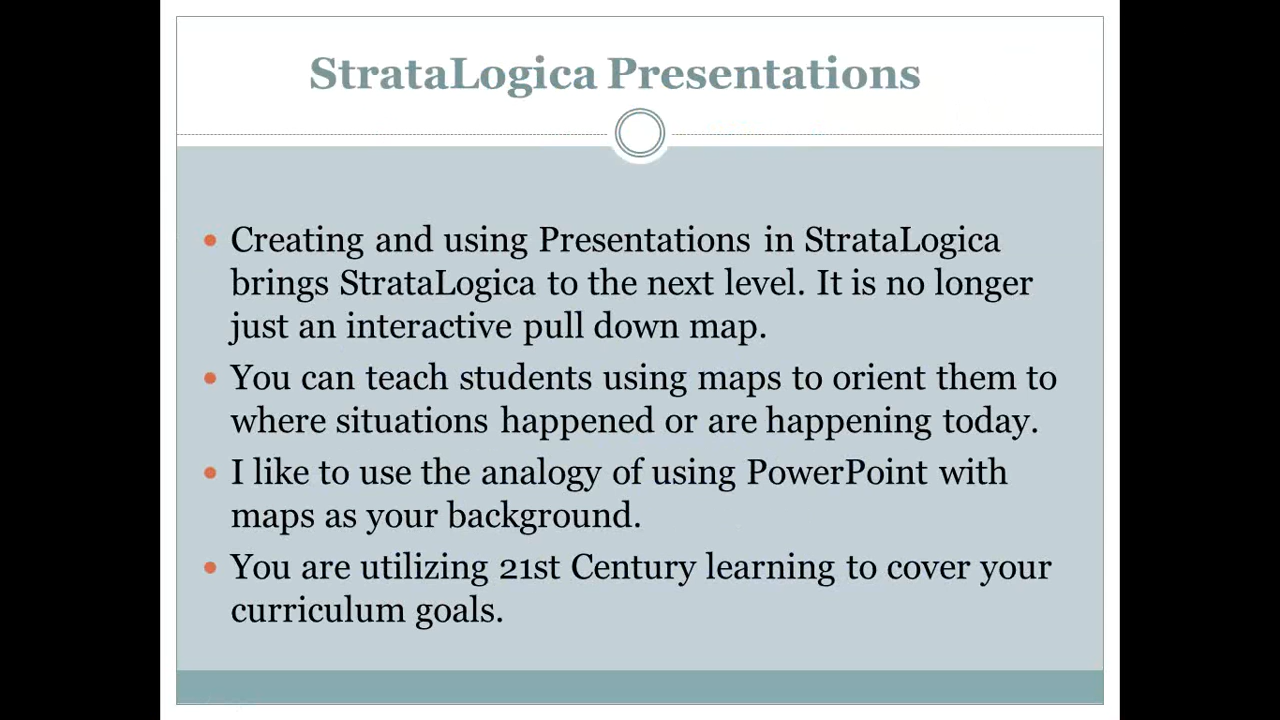 StrataLogica Presentations
• Creating and using Presentations in StrataLogica
brings StrataLogica to the next level. It is no longer
just an interactive pull down map.
• You can teach students using maps to orient them to
where situations happened or are happening today.
• I like to use the analogy of using PowerPoint with
maps as your background.
• You are utilizing 21st Century learning to cover your
curriculum goals.